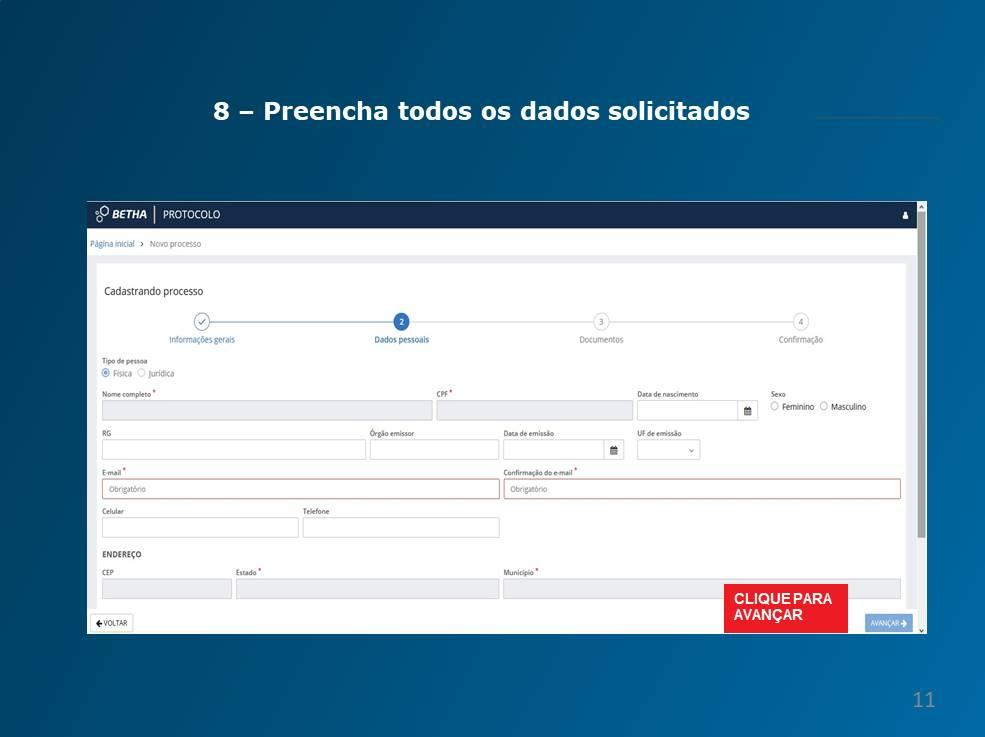 8 – Preencha todos os dados solicitados
BETHA | PROTOCOLO
Página inicial > Novo processo
Cadastrando processo
2 3 4
Informações gerais Dados pessoais Documentos Confirmação
Tipo de pessoa
Física Jurídica
Nome completo * CPF * Data de nascimento Sexo
Feminino Masculino
RG Órgão emissor Data de emissão UF de emissão
E-mail * Confirmação do e-mail *
Obrigatório Obrigatório
Celular Telefone
ENDEREÇO
CEP Estado * Município *
CLIQUE PARA
AVANÇAR
VOLTAR AVANÇAR
11